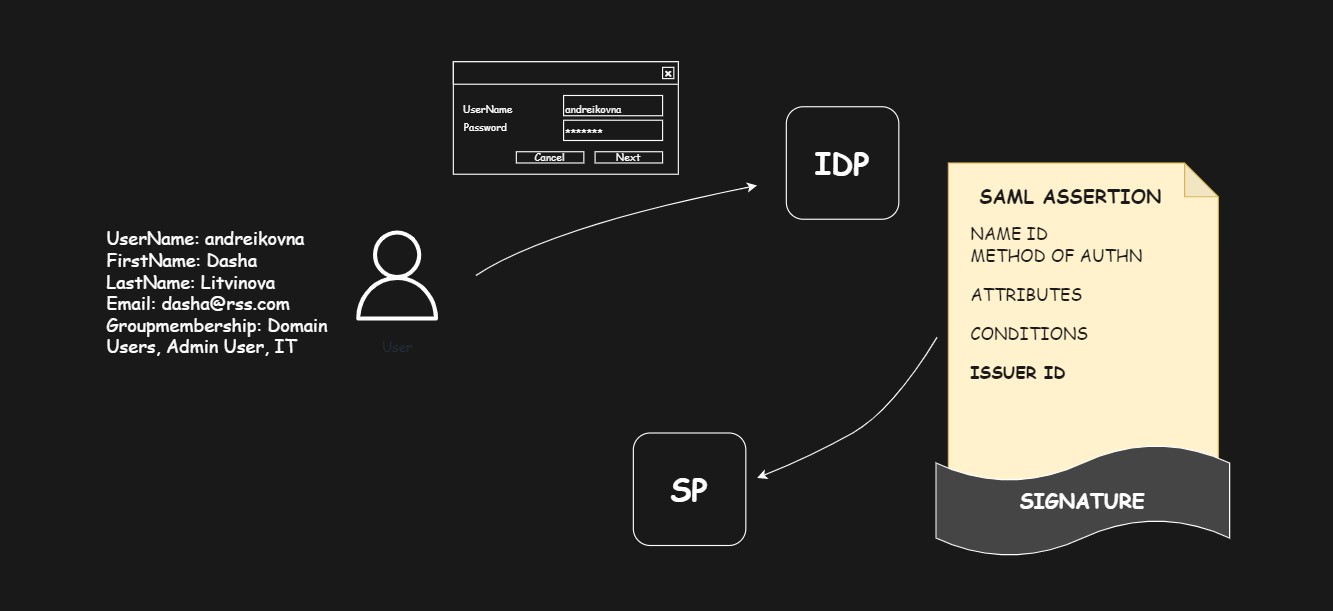 UserName
andreikovna
Password
*******
Cancel
Next
IDP
SAML ASSERTION
NAME ID
METHOD OF AUTHN
ATTRIBUTES
CONDITIONS
ISSUER ID
SIGNATURE
UserName: andreikovna
FirstName: Dasha
LastName: Litvinova
Email: dasha@rss.com
Groupmembership: Domain
Users, Admin User, IT
User
SP